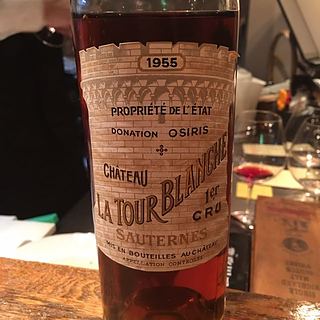 1955
PROPRIÉTÉ DE L'ÉTAT
DONATION OSIRIS
CHÂTEAU
LA TOUR BLANCHE
1er
CRU
SAUTERNES
MIS EN BOUTEILLES AU CHÂTEAU
APPELLATION CONTRÔLÉE